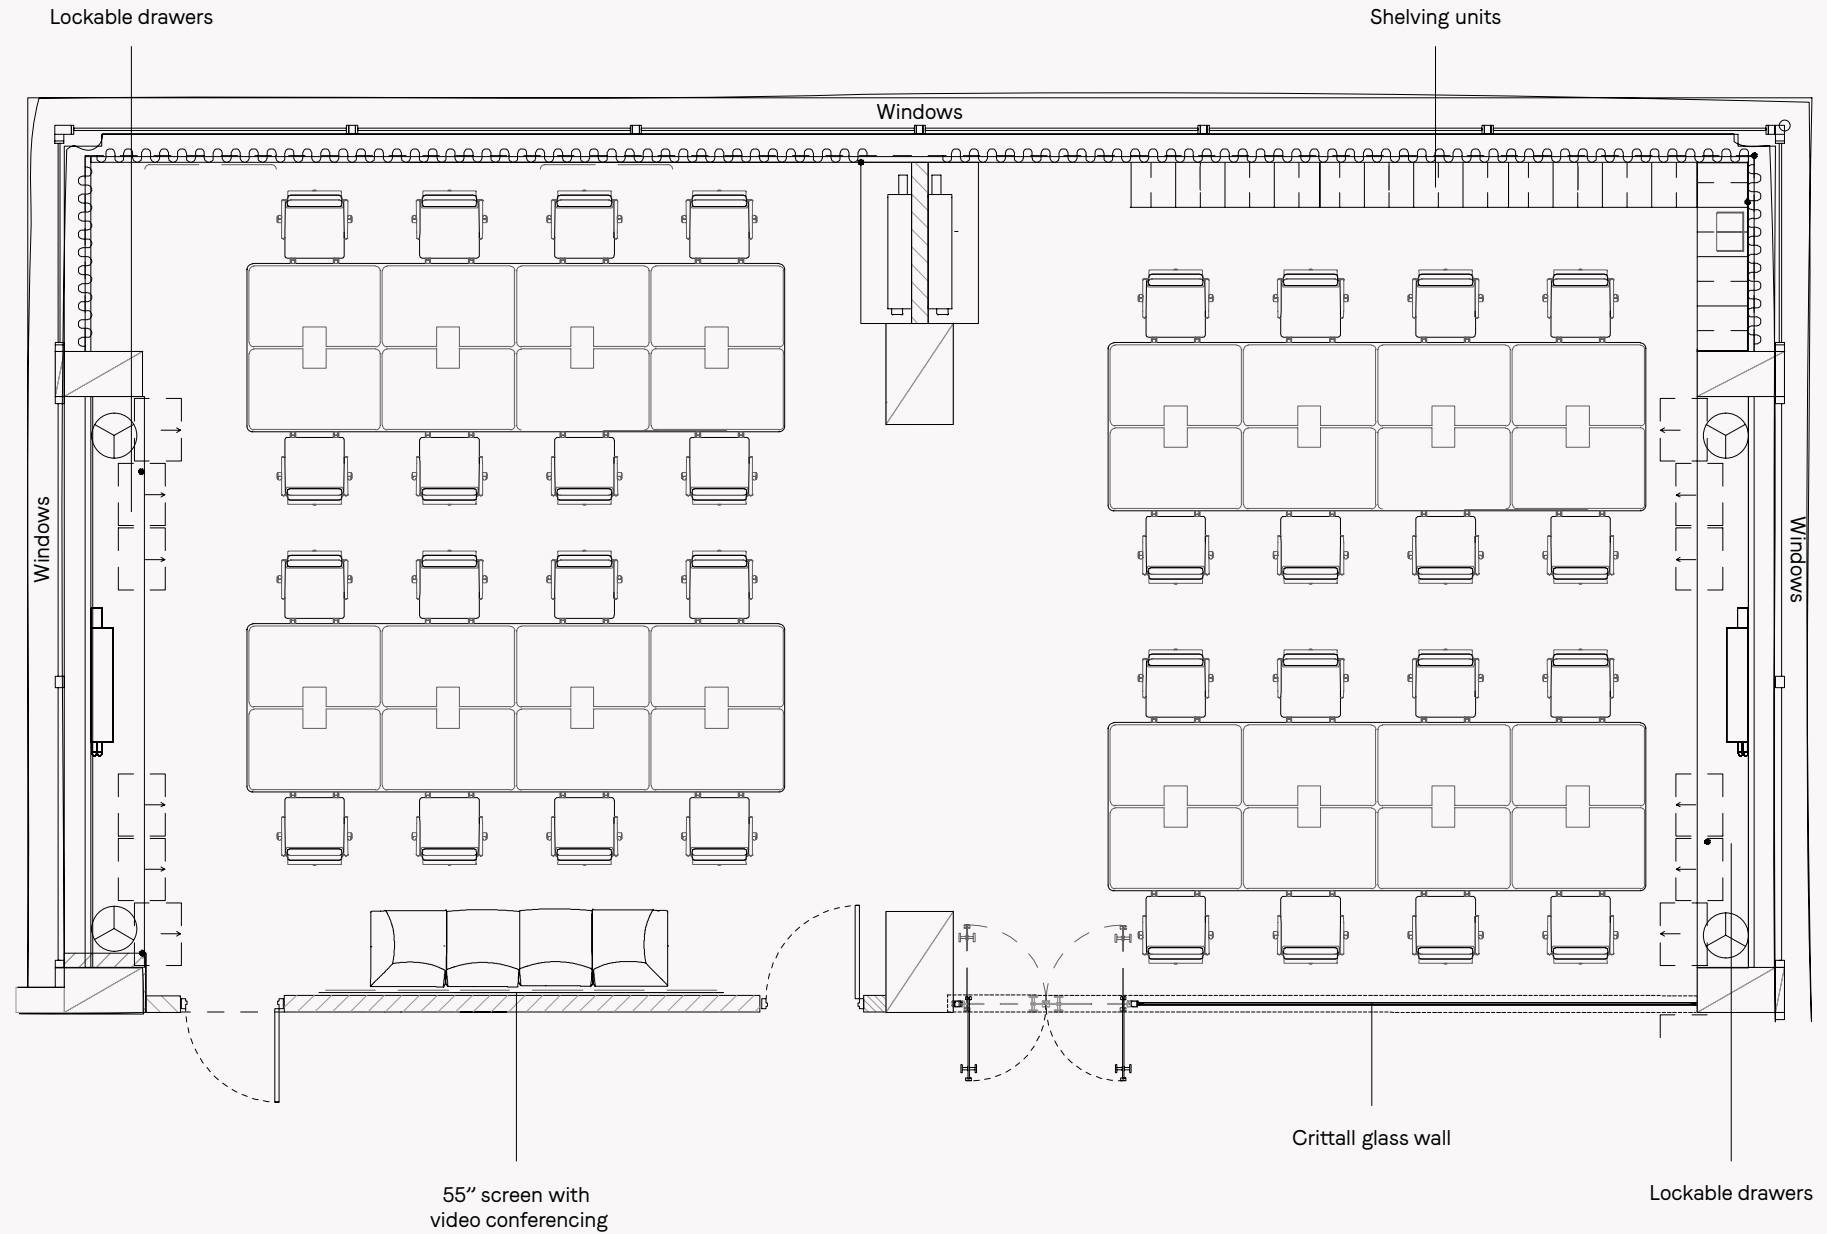 Lockable drawers
Shelving units
Windows
Windows
Windows
Crittall glass wall
55” screen with
video conferencing
Lockable drawers